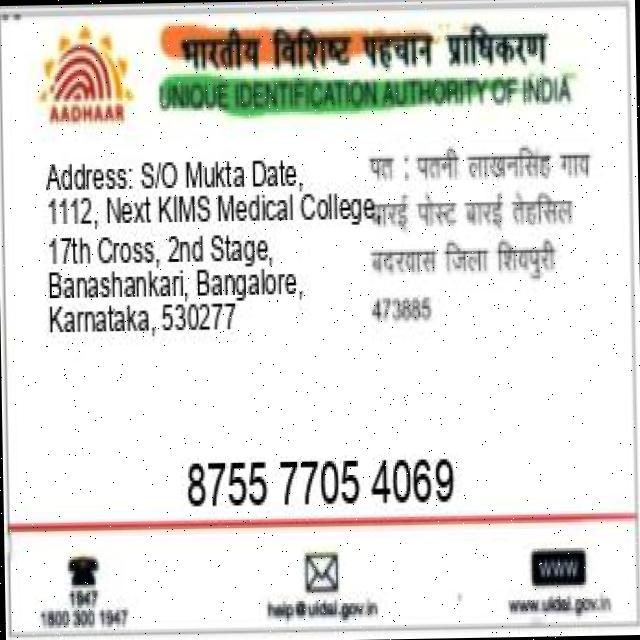 भारतीय विशिष्ट पहचान प्राधिकरण
UNIQUE IDENTIFICATION AUTHORITY OF INDIA
AADHAAR
Address: S/O Mukta Date,
1112, Next KIMS Medical College,
17th Cross, 2nd Stage,
Banashankari, Bangalore,
Karnataka, 530277
पत : पतनी लाखनसिंह गाव
बारई पोस्ट बारई तेहसिल
बदरवास जिला शिवपुरी
473885
8755 7705 4069
1947
1800 300 1947
help@uidai.gov.in
WWW
www.uidai.gov.in